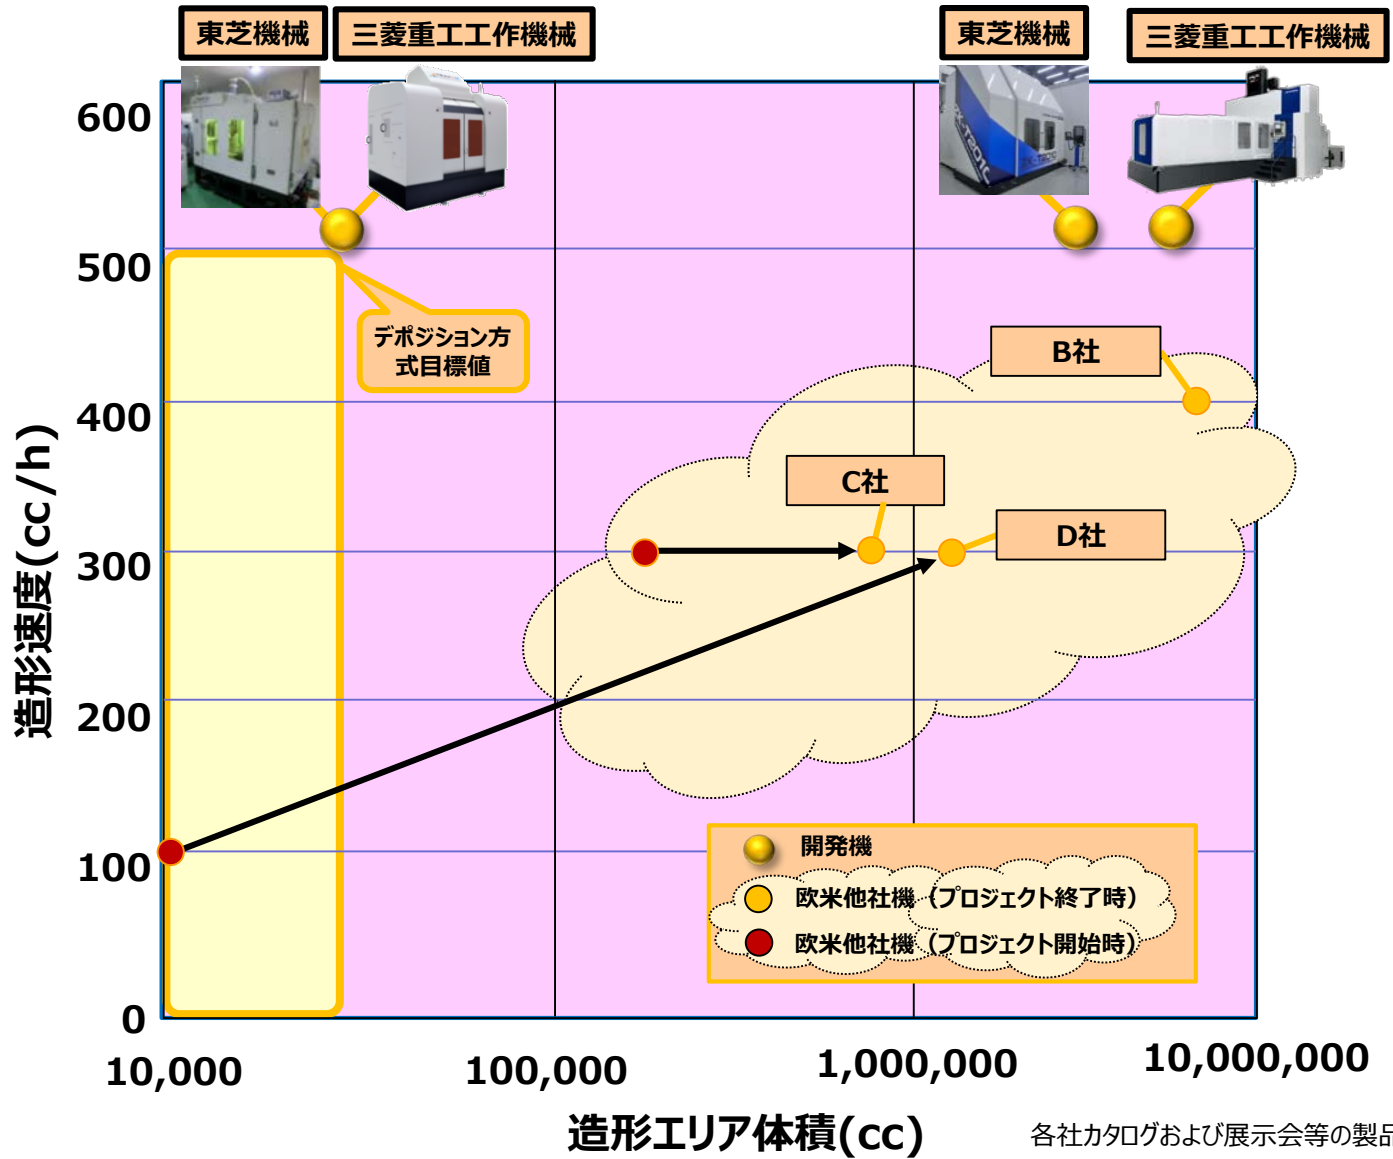 東芝機械
三菱重工工作機械
東芝機械
三菱重工工作機械
600
500
400
300
200
100
0
造形速度(cc/h)
デポジション方
式目標値
B社
C社
D社
開発機
欧米他社機（プロジェクト終了時）
欧米他社機（プロジェクト開始時）
10,000
100,000
1,000,000
10,000,000
造形エリア体積(cc)
各社カタログおよび展示会等の製品